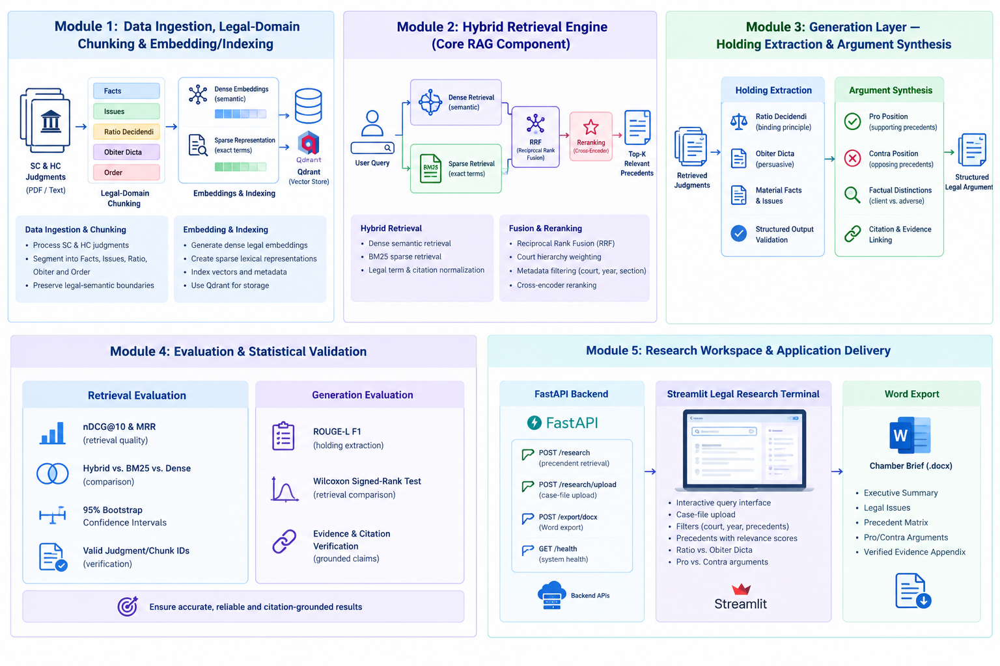 Module 1: Data Ingestion, Legal-Domain
Chunking & Embedding/Indexing
SC & HC
Judgments
(PDF / Text)
Facts
Issues
Ratio Decidendi
Obiter Dicta
Order
Legal-Domain
Chunking
Dense Embeddings
(semantic)
Sparse Representation
(exact terms)
Embeddings & Indexing
Qdrant
Qdrant
(Vector Store)
Data Ingestion & Chunking
• Process SC & HC judgments
• Segment into Facts, Issues, Ratio,
Obiter and Order
• Preserve legal-semantic boundaries
Embedding & Indexing
• Generate dense legal embeddings
• Create sparse lexical representations
• Index vectors and metadata
• Use Qdrant for storage
Module 2: Hybrid Retrieval Engine
(Core RAG Component)
User Query
Dense Retrieval
(semantic)
BM25
Sparse Retrieval
(exact terms)
RRF
(Reciprocal Rank
Fusion)
Reranking
(Cross-Encoder)
Top-K
Relevant
Precedents
Hybrid Retrieval
• Dense semantic retrieval
• BM25 sparse retrieval
• Legal term & citation normalization
Fusion & Reranking
• Reciprocal Rank Fusion (RRF)
• Court hierarchy weighting
• Metadata filtering (court, year, section)
• Cross-encoder reranking
Module 3: Generation Layer —
Holding Extraction & Argument Synthesis
Retrieved
Judgments
Holding Extraction
Ratio Decidendi
(binding principle)
Obiter Dicta
(persuasive)
Material Facts
& Issues
Structured Output
Validation
Argument Synthesis
Pro Position
(supporting precedents)
Contra Position
(opposing precedents)
Factual Distinctions
(client vs. adverse)
Citation & Evidence
Linking
Structured
Legal Argument
Module 4: Evaluation & Statistical Validation
Retrieval Evaluation
nDCG@10 & MRR
(retrieval quality)
Hybrid vs. BM25 vs. Dense
(comparison)
95% Bootstrap
Confidence Intervals
Valid Judgment/Chunk IDs
(verification)
Generation Evaluation
ROUGE-L F1
(holding extraction)
Wilcoxon Signed-Rank Test
(retrieval comparison)
Evidence & Citation
Verification
(grounded claims)
Ensure accurate, reliable and citation-grounded results
Module 5: Research Workspace & Application Delivery
FastAPI Backend
FastAPI
POST /research
(precendent retrieval)
POST /research/upload
(case-file upload)
POST /export/docx
(Word export)
GET /health
(system health)
Backend APIs
Streamlit Legal Research Terminal
• Interactive query interface
• Case-file upload
• Filters (court, year, precedents)
• Precedents with relevance scores
• Ratio vs. Obiter Dicta
• Pro vs. Contra arguments
Streamlit
Word Export
W
Chamber Brief (.docx)
• Executive Summary
• Legal Issues
• Precedent Matrix
• Pro/Contra Arguments
• Verified Evidence Appendix